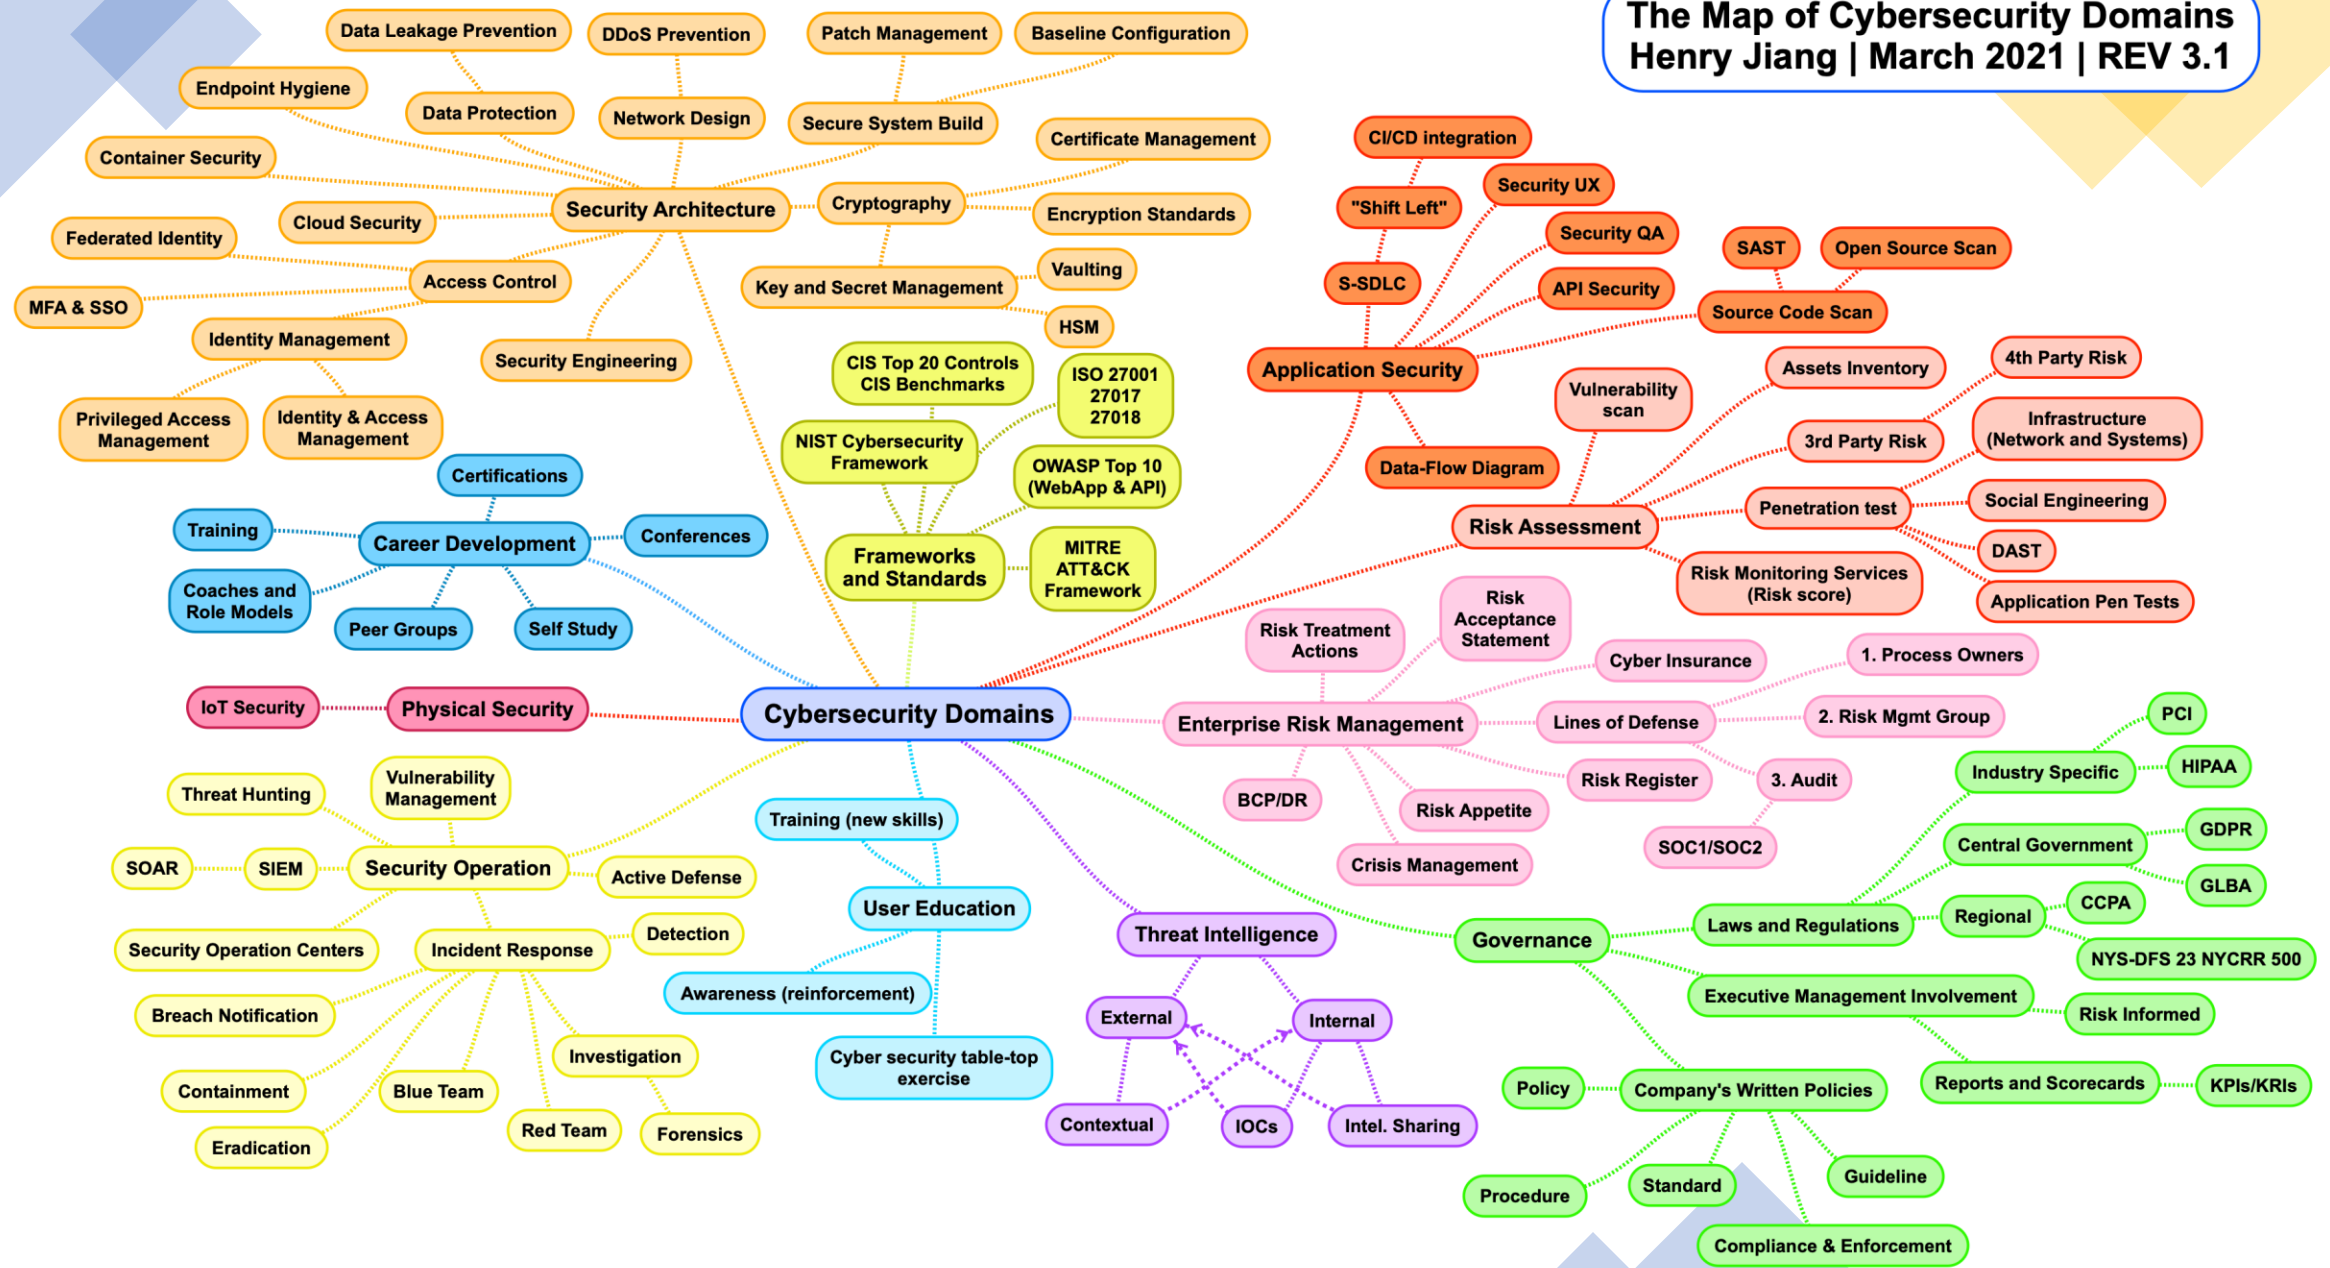 The Map of Cybersecurity Domains
Henry Jiang | March 2021 | REV 3.1
Data Leakage Prevention
DDoS Prevention
Patch Management
Baseline Configuration
Endpoint Hygiene
Data Protection
Network Design
Secure System Build
Certificate Management
Container Security
Security Architecture
Cryptography
Encryption Standards
Cloud Security
Federated Identity
Access Control
Key and Secret Management
Vaulting
HSM
MFA & SSO
Identity Management
Security Engineering
Privileged Access
Management
Identity & Access
Management
CI/CD integration
"Shift Left"
Security UX
Security QA
S-SDLC
API Security
SAST
Open Source Scan
Source Code Scan
Application Security
Data-Flow Diagram
CIS Top 20 Controls
CIS Benchmarks
ISO 27001
27017
27018
NIST Cybersecurity
Framework
OWASP Top 10
(WebApp & API)
Frameworks
and Standards
MITRE
ATT&CK
Framework
Vulnerability
scan
Assets Inventory
4th Party Risk
3rd Party Risk
Infrastructure
(Network and Systems)
Risk Assessment
Penetration test
Social Engineering
DAST
Application Pen Tests
Risk Monitoring Services
(Risk score)
Certifications
Training
Career Development
Conferences
Coaches and
Role Models
Peer Groups
Self Study
IoT Security
Physical Security
Cybersecurity Domains
Risk Treatment
Actions
Risk
Acceptance
Statement
Cyber Insurance
1. Process Owners
Enterprise Risk Management
Lines of Defense
2. Risk Mgmt Group
3. Audit
SOC1/SOC2
BCP/DR
Risk Appetite
Risk Register
Crisis Management
Threat Hunting
Vulnerability
Management
SOAR
SIEM
Security Operation
Active Defense
Security Operation Centers
Incident Response
Detection
Breach Notification
Containment
Eradication
Blue Team
Red Team
Investigation
Forensics
Training (new skills)
User Education
Awareness (reinforcement)
Cyber security table-top
exercise
Threat Intelligence
External
Internal
Contextual
IOCs
Intel. Sharing
PCI
Industry Specific
HIPAA
Central Government
GDPR
GLBA
Governance
Laws and Regulations
Regional
CCPA
NYS-DFS 23 NYCRR 500
Executive Management Involvement
Risk Informed
Reports and Scorecards
KPIs/KRIs
Policy
Company's Written Policies
Procedure
Standard
Guideline
Compliance & Enforcement